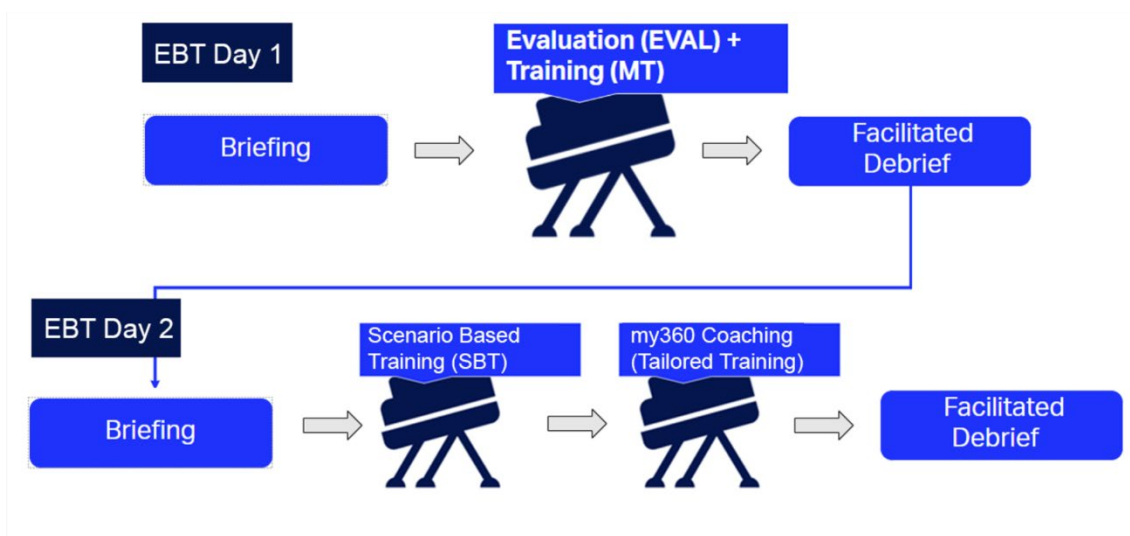 EBT Day 1
Evaluation (EVAL) +
Training (MT)
Briefing
Facilitated
Debrief
EBT Day 2
Scenario Based
Training (SBT)
my360 Coaching
(Tailored Training)
Briefing
Facilitated
Debrief